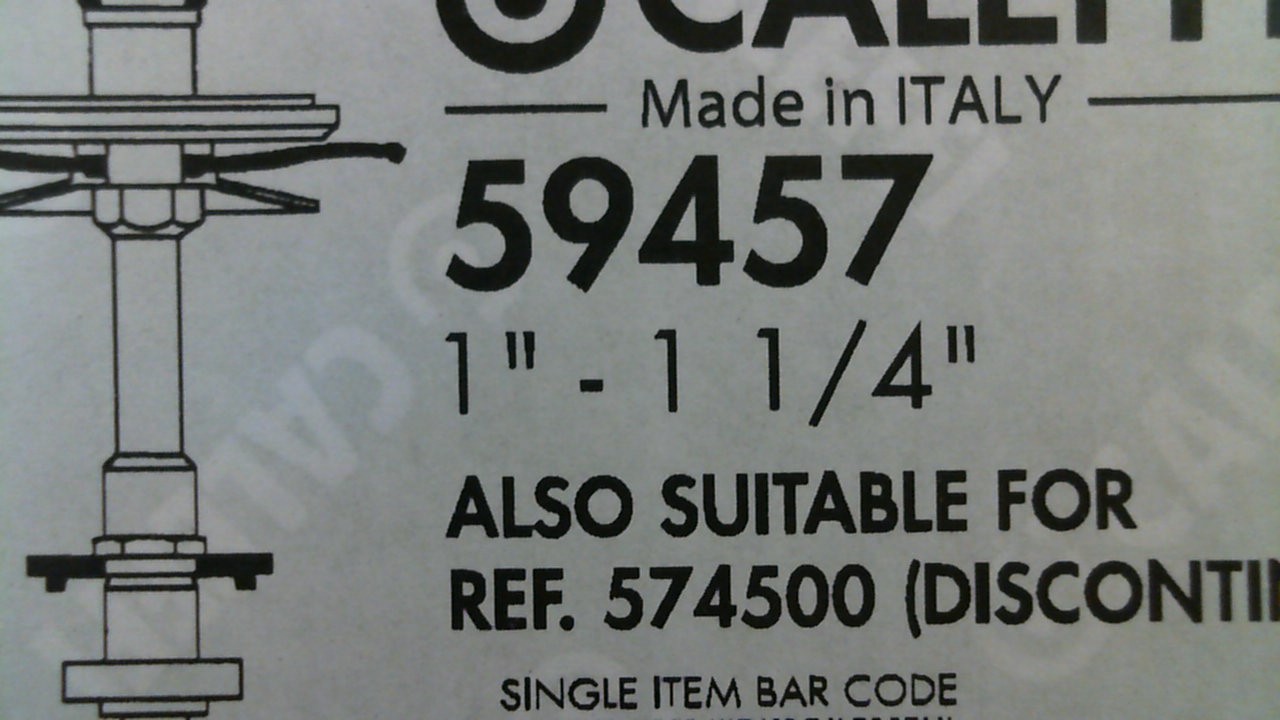 Made in ITALY
59457
1" - 1 1/4"
ALSO SUITABLE FOR
REF. 574500
SINGLE ITEM BAR CODE